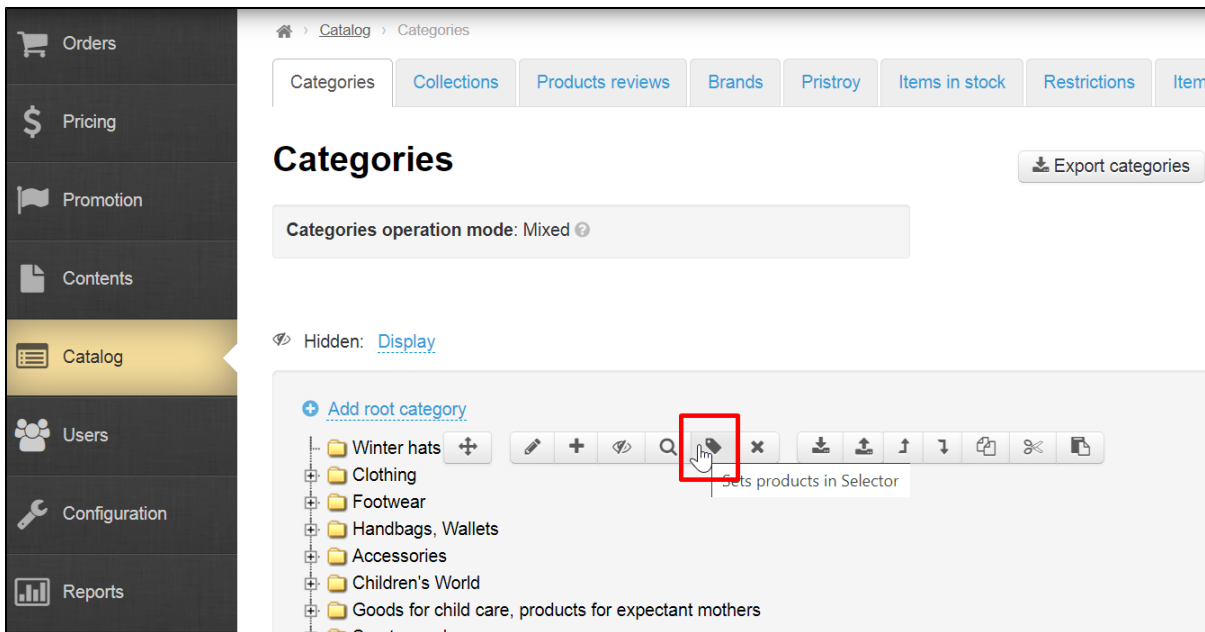 Orders
Pricing
Promotion
Contents
Catalog
Users
Configuration
Reports
Catalog › Categories
Categories Collections Products reviews Brands Pristroy Items in stock Restrictions Item
Categories
Export categories
Categories operation mode: Mixed
Hidden: Display
Add root category
Winter hats
Sets products in Selector
Clothing
Footwear
Handbags, Wallets
Accessories
Children's World
Goods for child care, products for expectant mothers